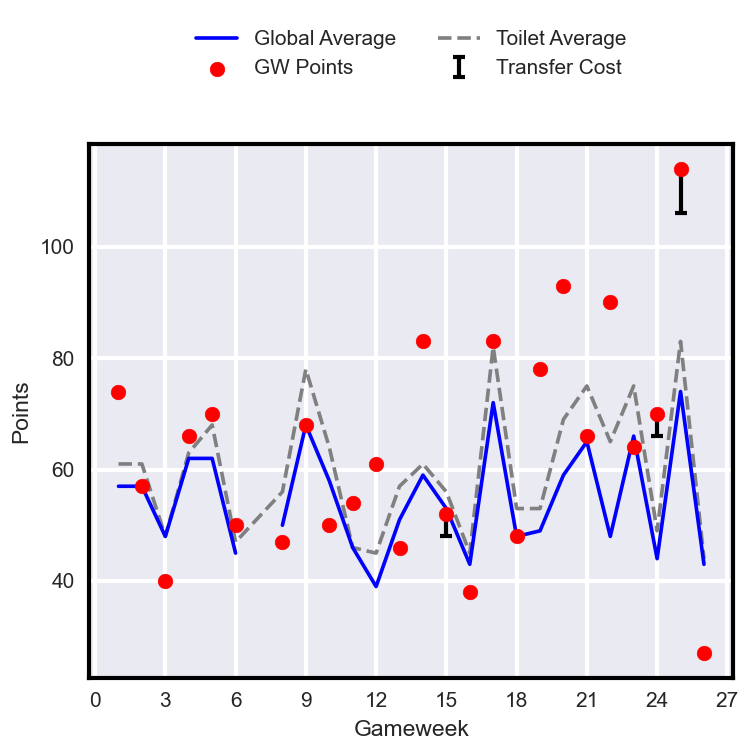 Global Average
Toilet Average
GW Points
Transfer Cost
Points
100
80
60
40
0 3 6 9 12 15 18 21 24 27
Gameweek